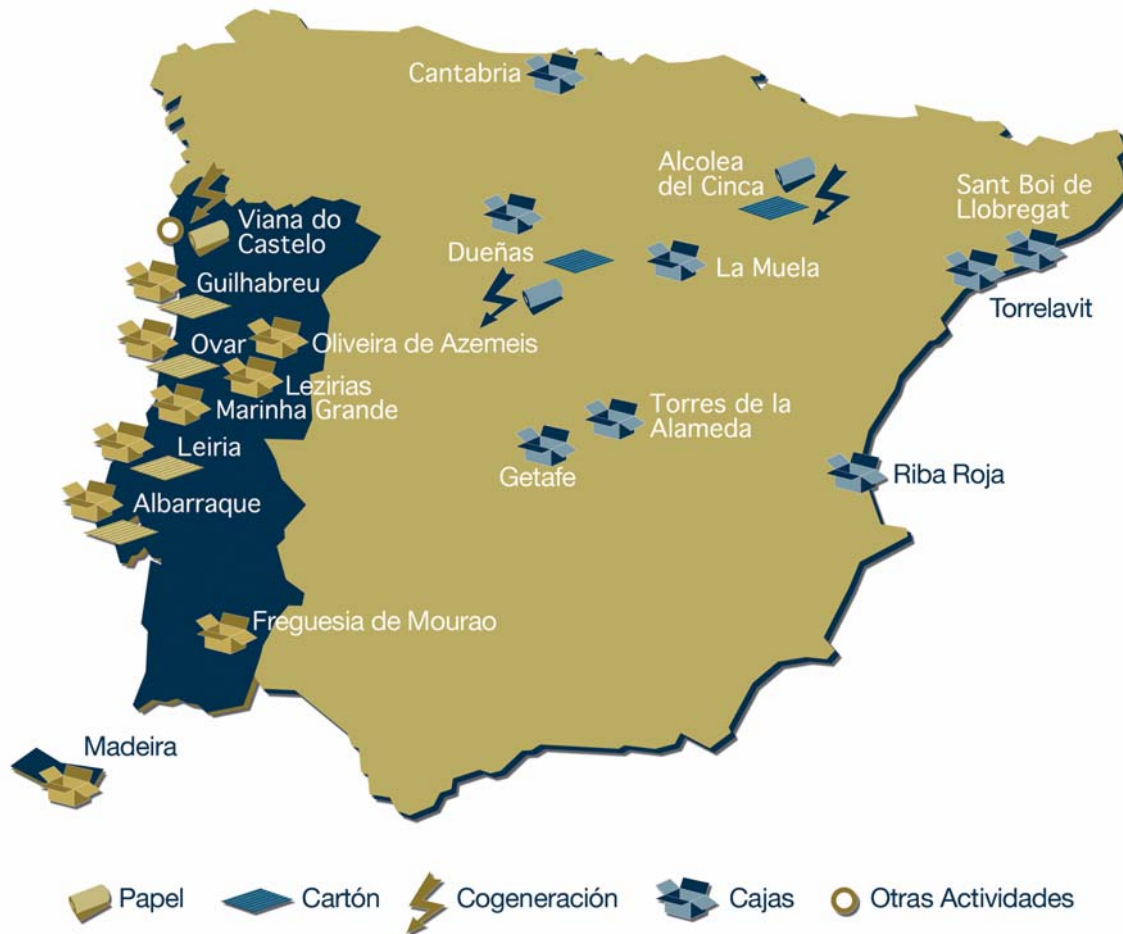 Cantabria
Alcolea
del Cinca
Sant Boi de
Llobregat
Viana do
Castelo
Dueñas
La Muela
Guilhabreu
Torrelavit
Ovar
Oliveira de Azemeis
Lezirias
Marinha Grande
Torres de la
Alameda
Leiria
Getafe
Riba Roja
Albarraque
Freguesia de Mourao
Madeira
Papel
Cartón
Cogeneración
Cajas
Otras Actividades